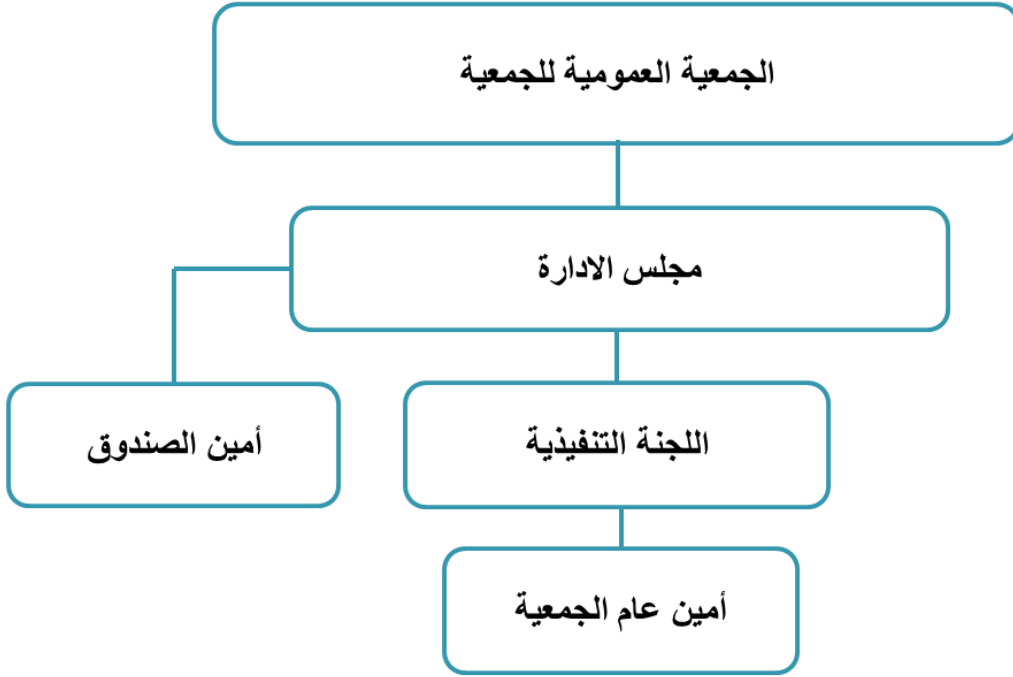 الجمعية العمومية للجمعية
مجلس الادارة
اللجنة التنفيذية
أمين الصندوق
أمين عام الجمعية